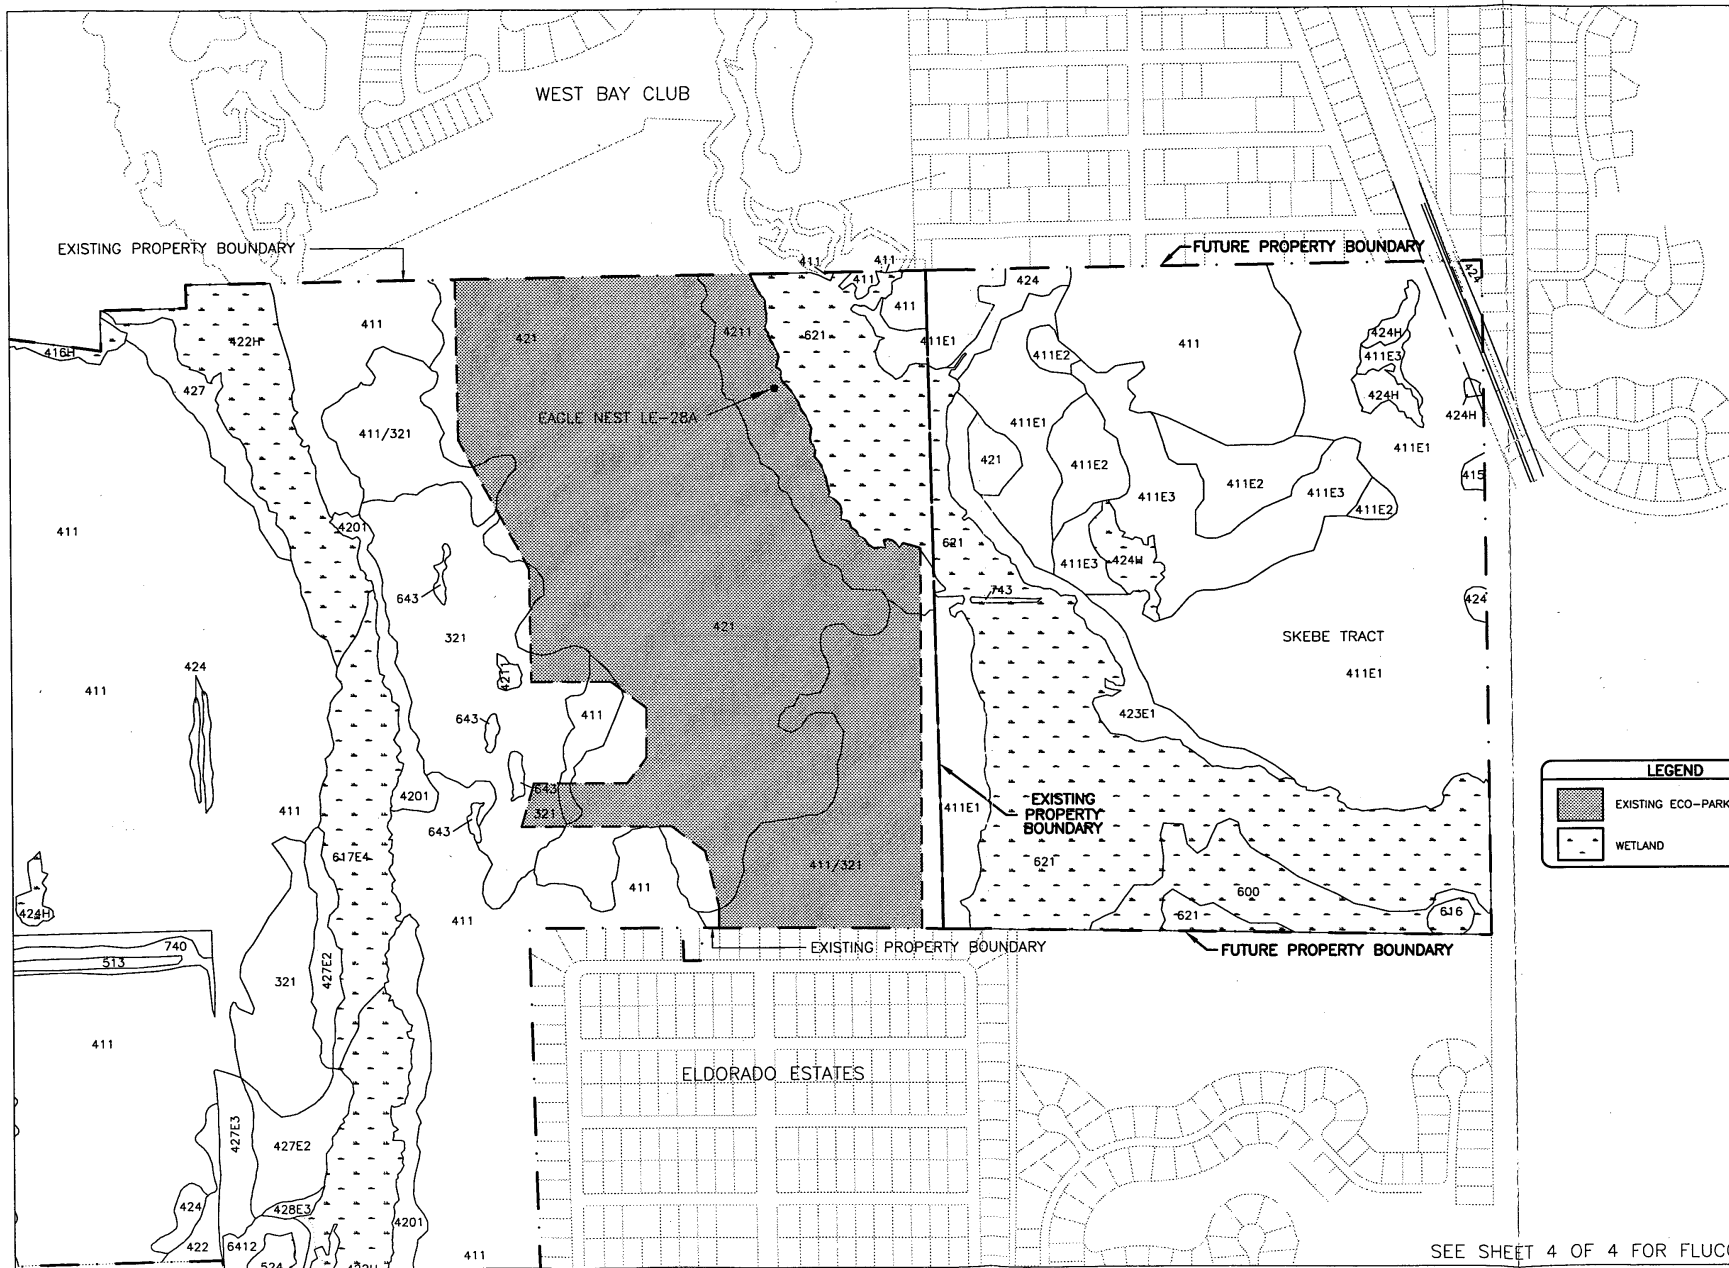 WEST BAY CLUB
EXISTING PROPERTY BOUNDARY
FUTURE PROPERTY BOUNDARY
411
411
424
411
411
411
421
4211
621
422H
411E1
411E2
411
424H
411E3
424H
424H
416H
427
EAGLE NEST LE-28A
411/321
411E1
421
411E2
411E3
411E2
411E3
411E2
411E1
415
411
4201
621
411E3
424H
643
743
424
321
421
SKEBE TRACT
424
411
411E1
643
411
423E1
643
4201
411
321
643
411E1
EXISTING
PROPERTY
BOUNDARY
LEGEND
EXISTING ECO-PARK
WETLAND
617E4
411/321
621
411
600
424H
411
621
616
740
EXISTING PROPERTY BOUNDARY
FUTURE PROPERTY BOUNDARY
513
321
427E2
411
ELDORADO ESTATES
427E3
427E2
424
428E3
4201
422
6412
524
411
SEE SHEET 4 OF 4 FOR FLUC